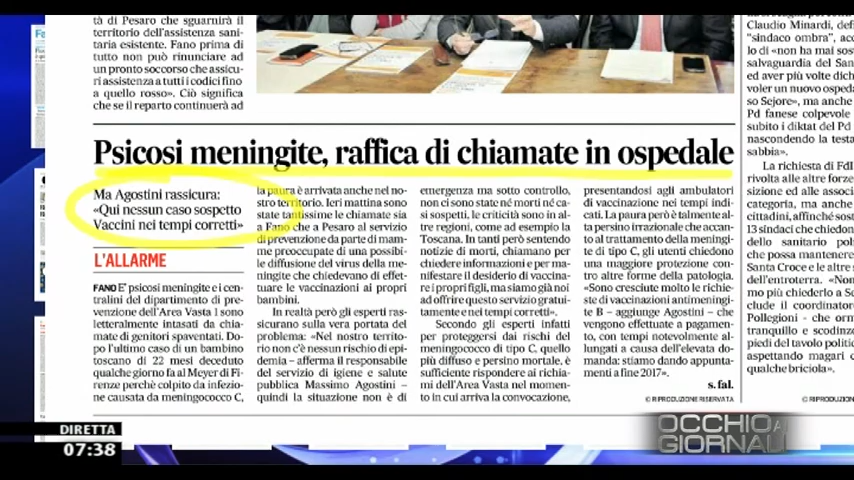 tà di Pesaro che sguarnirà il
territorio dell'assistenza sani-
taria esistente. Fano prima di
tutto non può rinunciare ad
un pronto soccorso che assicu-
ri assistenza a tutti i codici fino
a quello rosso». Ciò significa
che se il reparto continuerà ad
Psicosi meningite, raffica di chiamate in ospedale
Ma Agostini rassicura:
«Qui nessun caso sospetto
Vaccini nei tempi corretti»
L'ALLARME
FANO E' psicosi meningite e i cen-
tralini del dipartimento di pre-
venzione dell'Area Vasta 1 sono
letteralmente intasati da chia-
mate di genitori spaventati. Do-
po l'ultimo caso di un bambino
toscano di 22 mesi deceduto
qualche giorno fa al Meyer di Fi-
renze perchè colpito da infezio-
ne causata da meningococco C,
la paura è arrivata anche nel no-
stro territorio. Ieri mattina sono
state tantissime le chiamate sia
a Fano che a Pesaro al servizio
di prevenzione da parte di mam-
me preoccupate di una possibi-
le diffusione del virus della me-
ningite che chiedevano di effet-
tuare le vaccinazioni ai propri
bambini.
In realtà però gli esperti ras-
sicurano sulla vera portata del
problema: «Nel nostro territo-
rio non c'è nessun rischio di epi-
demia – afferma il responsabile
del servizio di igiene e salute
pubblica Massimo Agostini –
quindi la situazione non è di
emergenza ma sotto controllo,
non ci sono stati né morti né ca-
si sospetti, le criticità sono in al-
tre regioni, come ad esempio la
Toscana. In tanti però sentendo
notizie di morti, chiamano per
chiedere informazioni e per ma-
nifestare il desiderio di vaccina-
re i propri figli, ma siamo già noi
ad offrire questo servizio gratui-
tamente e nei tempi corretti».
Secondo gli esperti infatti
per proteggersi dai rischi del
meningococco di tipo C, quello
più diffuso e persino mortale, è
sufficiente rispondere ai richia-
mi dell'Area Vasta nel momen-
to in cui arriva la convocazione,
presentandosi agli ambulatori
di vaccinazione nei tempi indi-
cati. La paura però è talmente al-
ta persino irrazionale che accan-
to al trattamento della meningi-
te di tipo C, gli utenti chiedono
una maggiore protezione con-
tro altre forme della patologia.
«Sono cresciute molto le richie-
ste di vaccinazioni antimeningi-
te B – aggiunge Agostini – che
vengono effettuate a pagamen-
to, con tempi notevolmente al-
lungati a causa dell'elevata do-
manda: stiamo dando appunta-
menti a fine 2017».
s. fal.
© RIPRODUZIONE RISERVATA
Claudio Minardi, defi
"sindaco ombra", acc
lo di «non ha mai sos
salvaguardia del San
ed aver più volte dich
voler un nuovo osped
so Sejore», ma anche
Pd fanese colpevole
subito i diktat del Pd
nascondendo la testa
sabbia».
La richiesta di FdI
rivolta alle altre forze
sizione ed alle associ
categoria, ma anche
cittadini, affinché sost
13 sindaci che chiedon
do sanitario poli
che possa mantenere
Santa Croce e le altre s
dell'entroterra. «Non
mo più chiederlo a S
clude il coordinator
Pollegioni - che orm
tranquillo e scodinzo
piedi del tavolo politic
aspettando magari c
qualche briciola».
© RIPRODUZIONE
DIRETTA
07:38
OCCHIO AI
GIORNALI